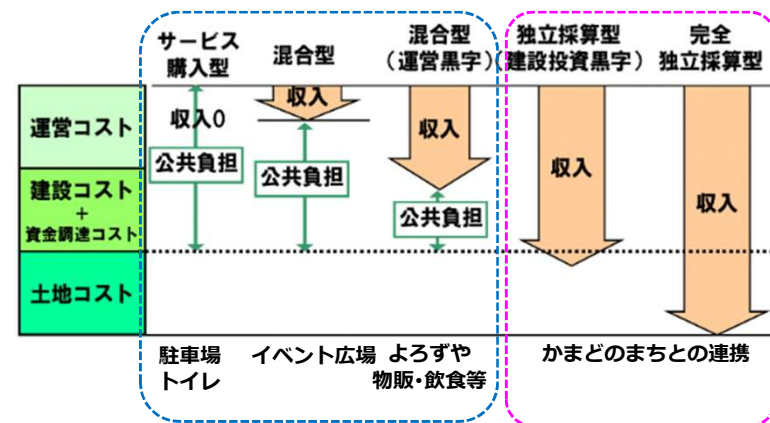 サービス
購入型
混合型
混合型
(運営黒字)
独立採算型
(建設投資黒字)
完全
独立採算型
運営コスト
建設コスト
+
資金調達コスト
土地コスト
収入0
公共負担
収入
公共負担
収入
公共負担
収入
収入
駐車場
トイレ
イベント広場
よろずや
物販・飲食等
かまどのまちとの連携